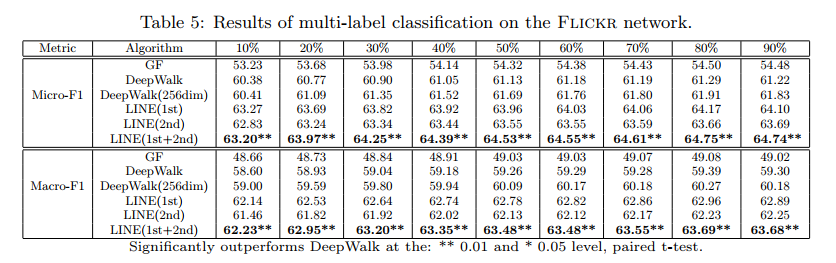 Table 5: Results of multi-label classification on the FLICKR network.
Metric Algorithm 10% 20% 30% 40% 50% 60% 70% 80% 90%
GF 53.23 53.68 53.98 54.14 54.32 54.38 54.43 54.50 54.48
DeepWalk 60.38 60.77 60.90 61.05 61.13 61.18 61.19 61.29 61.22
Micro-F1 DeepWalk(256dim) 60.41 61.09 61.35 61.52 61.69 61.76 61.80 61.91 61.83
LINE(1st) 63.27 63.69 63.82 63.92 63.96 64.03 64.06 64.17 64.10
LINE(2nd) 62.83 63.24 63.34 63.44 63.55 63.55 63.59 63.66 63.69
LINE(1st+2nd) 63.20** 63.97** 64.25** 64.39** 64.53** 64.55** 64.61** 64.75** 64.74**
GF 48.66 48.73 48.84 48.91 49.03 49.03 49.07 49.08 49.02
DeepWalk 58.60 58.93 59.04 59.18 59.26 59.29 59.28 59.39 59.30
Macro-F1 DeepWalk(256dim) 59.00 59.59 59.80 59.94 60.09 60.17 60.18 60.27 60.18
LINE(1st) 62.14 62.53 62.64 62.74 62.78 62.82 62.86 62.96 62.89
LINE(2nd) 61.46 61.82 61.92 62.02 62.13 62.12 62.17 62.23 62.25
LINE(1st+2nd) 62.23** 62.95** 63.20** 63.35** 63.48** 63.48** 63.55** 63.69** 63.68**
Significantly outperforms DeepWalk at the: ** 0.01 and * 0.05 level, paired t-test.